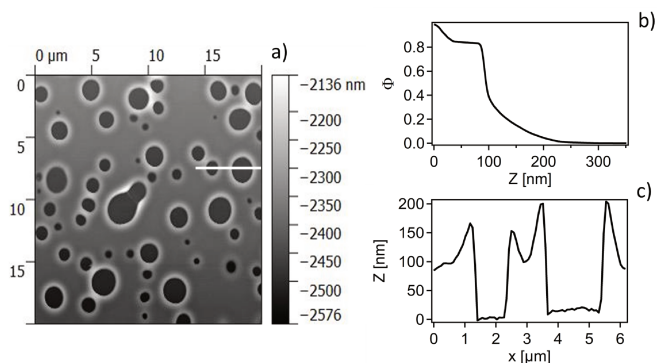 a)
0 µm 5 10 15
0
5
10
15
−2136 nm
−2200
−2250
−2300
−2350
−2400
−2450
−2500
−2576
b)
Φ
0.8
0.6
0.4
0.2
0.0
0 100 200 300
Z [nm]
c)
Z [nm]
200
150
100
50
0
0 1 2 3 4 5 6
x [µm]